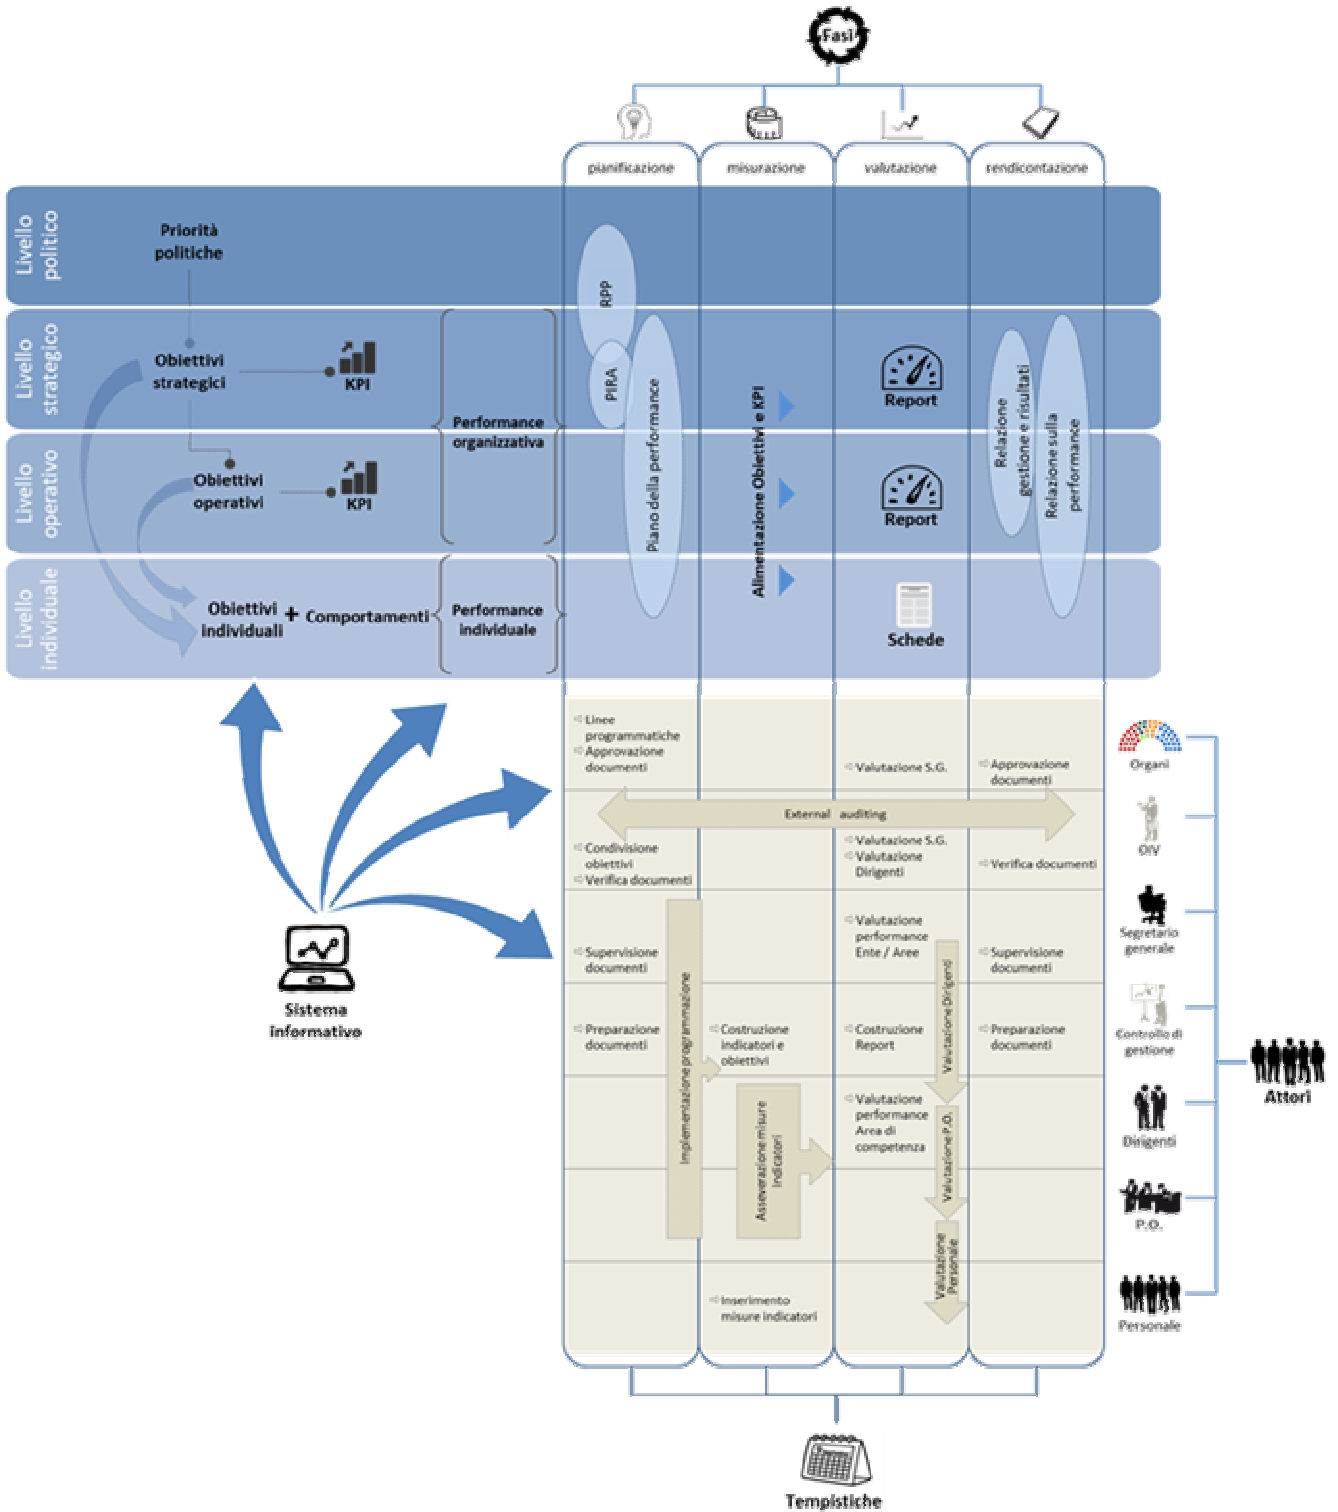 Fasi
pianificazione
misurazione
valutazione
rendicontazione
Livello
politico
Priorità
politiche
RPP
Livello
strategico
Obiettivi
strategici
KPI
PIRA
Report
Performance
organizzativa
Piano della performance
Alimentazione Obiettivi e KPI
Relazione
gestione e risultati
Relazione sulla
performance
Livello
operativo
Obiettivi
operativi
KPI
Report
Livello
individuale
Obiettivi
individuali
+
Comportamenti
Performance
individuale
Schede
Linee
programmatiche
Approvazione
documenti
Valutazione S.G.
Approvazione
documenti
Organi
External auditing
Condivisione
obiettivi
Verifica documenti
Valutazione S.G.
Valutazione
Dirigenti
Verifica documenti
OIV
Supervisione
documenti
Valutazione
performance
Ente / Aree
Supervisione
documenti
Segretario
generale
Sistema
informativo
Implementazione programmazione
Valutazione Dirigenti
Preparazione
documenti
Costruzione
indicatori e
obiettivi
Costruzione
Report
Preparazione
documenti
Controllo di
gestione
Attori
Asseverazione misure
Indicatori
Valutazione
performance
Area di
competenza
Valutazione P.O.
Dirigenti
P.O.
Valutazione
Personale
Inserimento
misure indicatori
Personale
Tempistiche